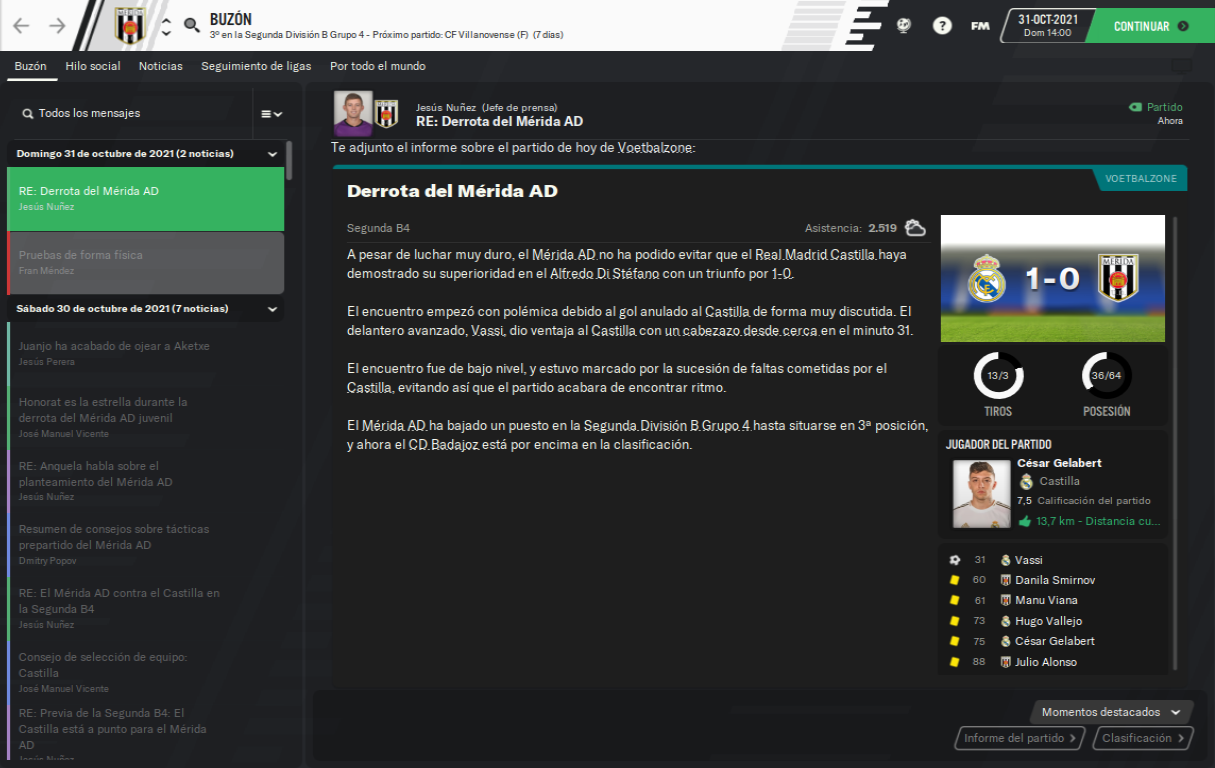 BUZÓN
3º en la Segunda División B Grupo 4 - Próximo partido: CF Villanovense (F) (7 días)
FM
31-OCT-2021
Dom 14:00
CONTINUAR
Buzón
Hilo social
Noticias
Seguimiento de ligas
Por todo el mundo
Todos los mensajes
Domingo 31 de octubre de 2021 (2 noticias)
RE: Derrota del Mérida AD
Jesús Nuñez
Pruebas de forma física
Fran Méndez
Sábado 30 de octubre de 2021 (7 noticias)
Juanjo ha acabado de ojear a Aketxe
Jesús Perera
Honorat es la estrella durante la
derrota del Mérida AD juvenil
José Manuel Vicente
RE: Anquela habla sobre el
planteamiento del Mérida AD
Jesús Nuñez
Resumen de consejos sobre tácticas
prepartido del Mérida AD
Dmitry Popov
RE: El Mérida AD contra el Castilla en
la Segunda B4
Jesús Nuñez
Consejo de selección de equipo:
Castilla
José Manuel Vicente
RE: Previa de la Segunda B4: El
Castilla está a punto para el Mérida
AD
Jesús Nuñez
Jesús Nuñez (Jefe de prensa)
RE: Derrota del Mérida AD
Partido
Ahora
Te adjunto el informe sobre el partido de hoy de Voetbalzone:
VOETBALZONE
Derrota del Mérida AD
Segunda B4
Asistencia: 2.519
A pesar de luchar muy duro, el Mérida AD no ha podido evitar que el Real Madrid Castilla haya
demostrado su superioridad en el Alfredo Di Stéfano con un triunfo por 1-0.
El encuentro empezó con polémica debido al gol anulado al Castilla de forma muy discutida. El
delantero avanzado, Vassi, dio ventaja al Castilla con un cabezazo desde cerca en el minuto 31.
El encuentro fue de bajo nivel, y estuvo marcado por la sucesión de faltas cometidas por el
Castilla, evitando así que el partido acabara de encontrar ritmo.
El Mérida AD ha bajado un puesto en la Segunda División B Grupo 4 hasta situarse en 3ª posición,
y ahora el CD Badajoz está por encima en la clasificación.
1-0
MÉRIDA
13/3
TIROS
36/64
POSESIÓN
JUGADOR DEL PARTIDO
César Gelabert
Castilla
7,5 Calificación del partido
13,7 km - Distancia cu...
31 Vassi
60 Danila Smirnov
61 Manu Viana
73 Hugo Vallejo
75 César Gelabert
88 Julio Alonso
Momentos destacados
Informe del partido
Clasificación